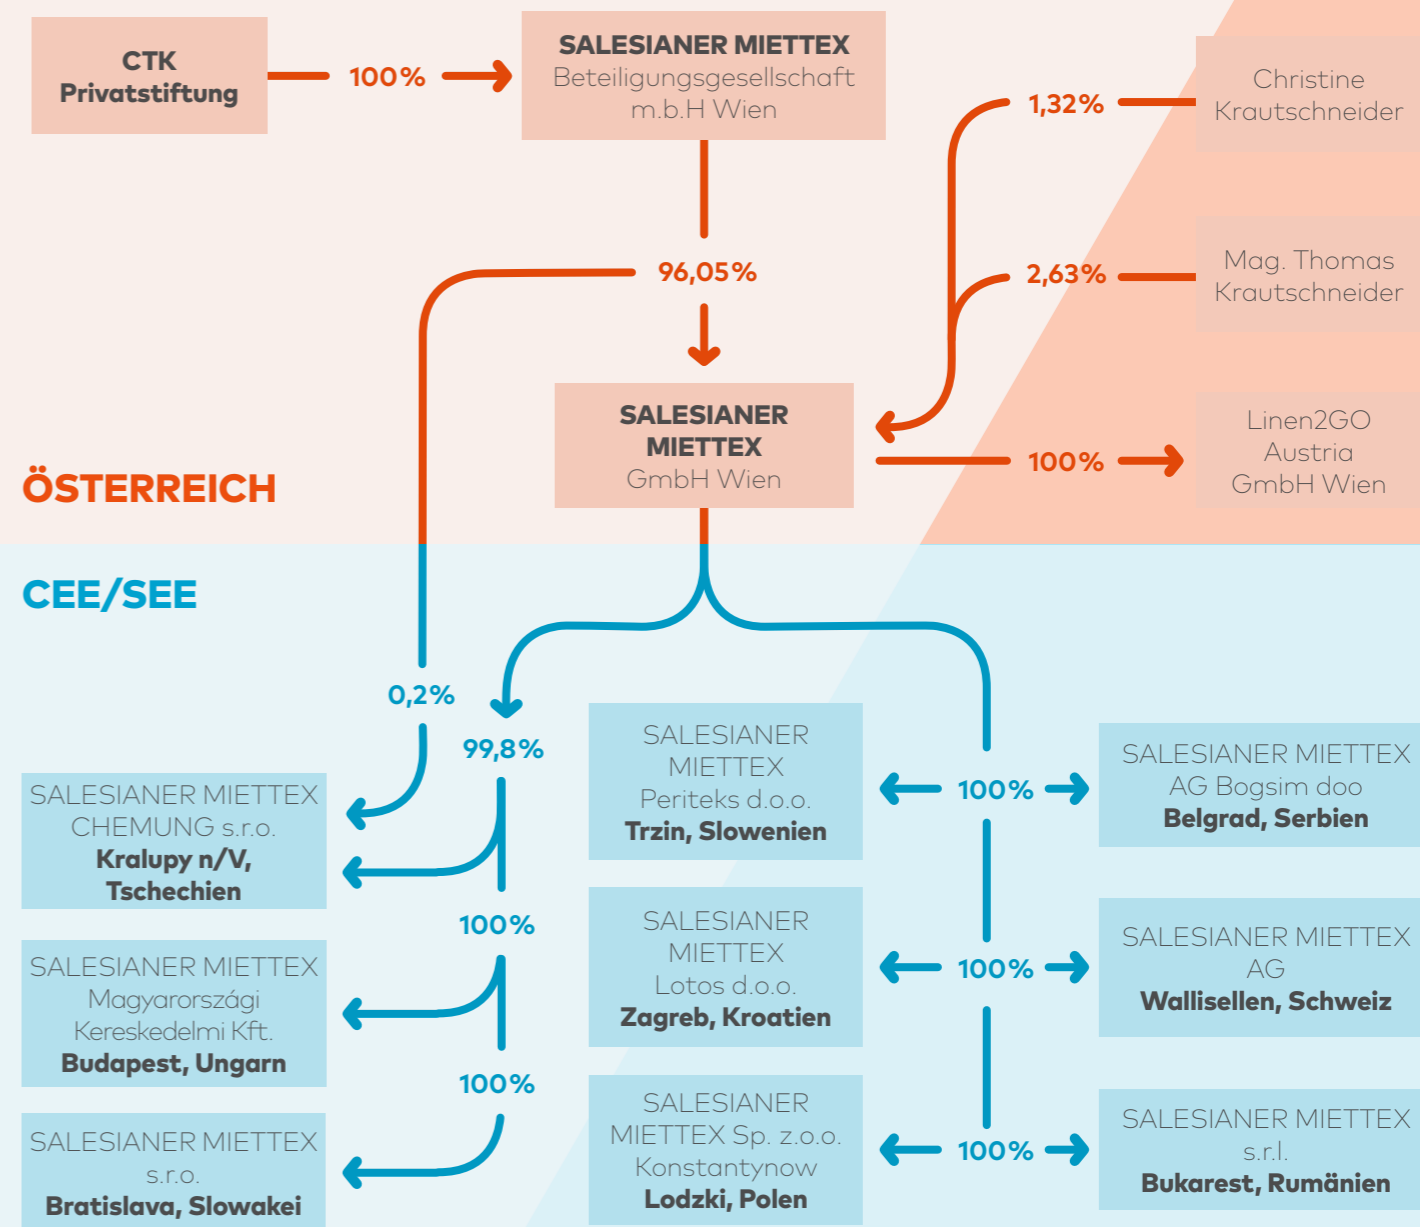 CTK
Privatstiftung
100%
SALESIANER MIETTEX
Beteiligungsgesellschaft
m.b.H Wien
1,32%
Christine
Krautschneider
96,05%
2,63%
Mag. Thomas
Krautschneider
SALESIANER
MIETTEX
GmbH Wien
100%
Linen2GO
Austria
GmbH Wien
ÖSTERREICH
CEE/SEE
0,2%
99,8%
SALESIANER MIETTEX
CHEMUNG s.r.o.
Kralupy n/V,
Tschechien
100%
SALESIANER MIETTEX
Magyarországi
Kereskedelmi Kft.
Budapest, Ungarn
100%
SALESIANER MIETTEX
s.r.o.
Bratislava, Slowakei
SALESIANER
MIETTEX
Periteks d.o.o.
Trzin, Slowenien
100%
SALESIANER MIETTEX
AG Bogsim doo
Belgrad, Serbien
SALESIANER
MIETTEX
Lotos d.o.o.
Zagreb, Kroatien
100%
SALESIANER MIETTEX
AG
Wallisellen, Schweiz
SALESIANER
MIETTEX Sp. z.o.o.
Konstantynow
Lodzki, Polen
100%
SALESIANER MIETTEX
s.r.l.
Bukarest, Rumänien